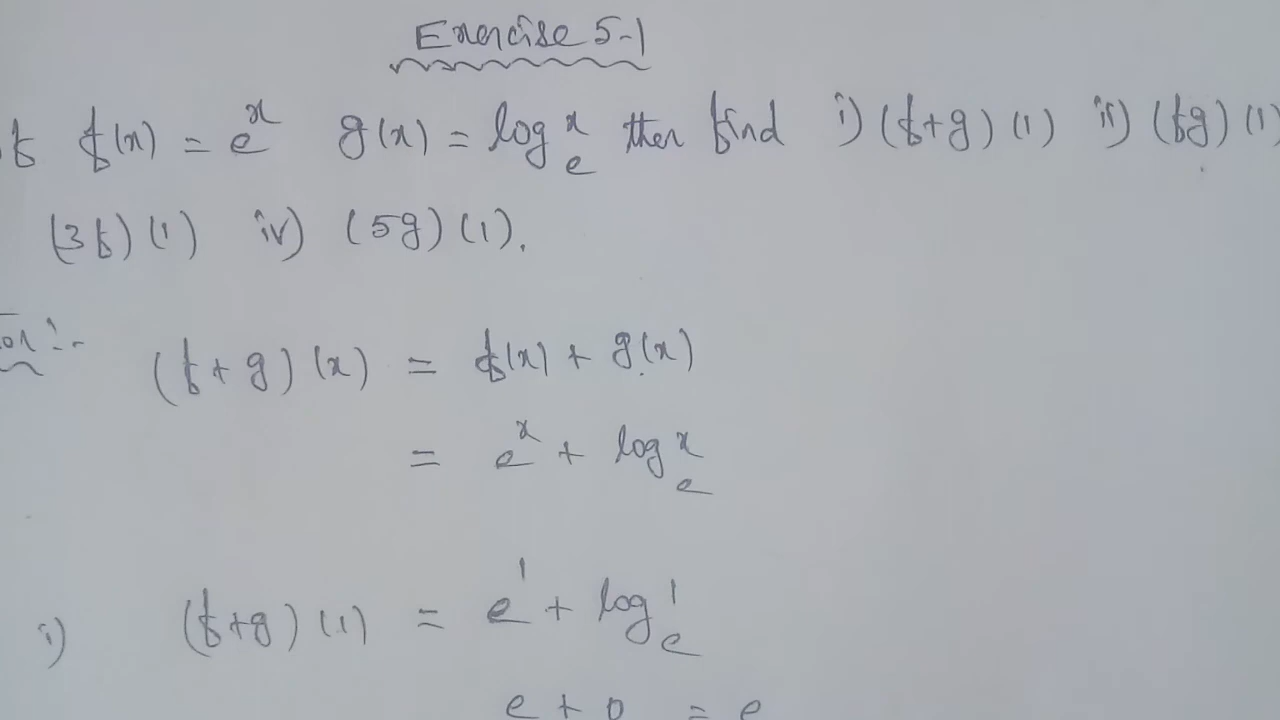 Exercise 5-1
f f(x) = e^x g(x) = log_e^x then find i) (f+g) (1) ii) (fg) (1)
(3f) (1) iv) (5g) (1).
Sol:-
(f+g) (x) = f(x) + g(x)
= e^x + log_e^x
i) (f+g) (1) = e^1 + log_e^1
e + 0 = e